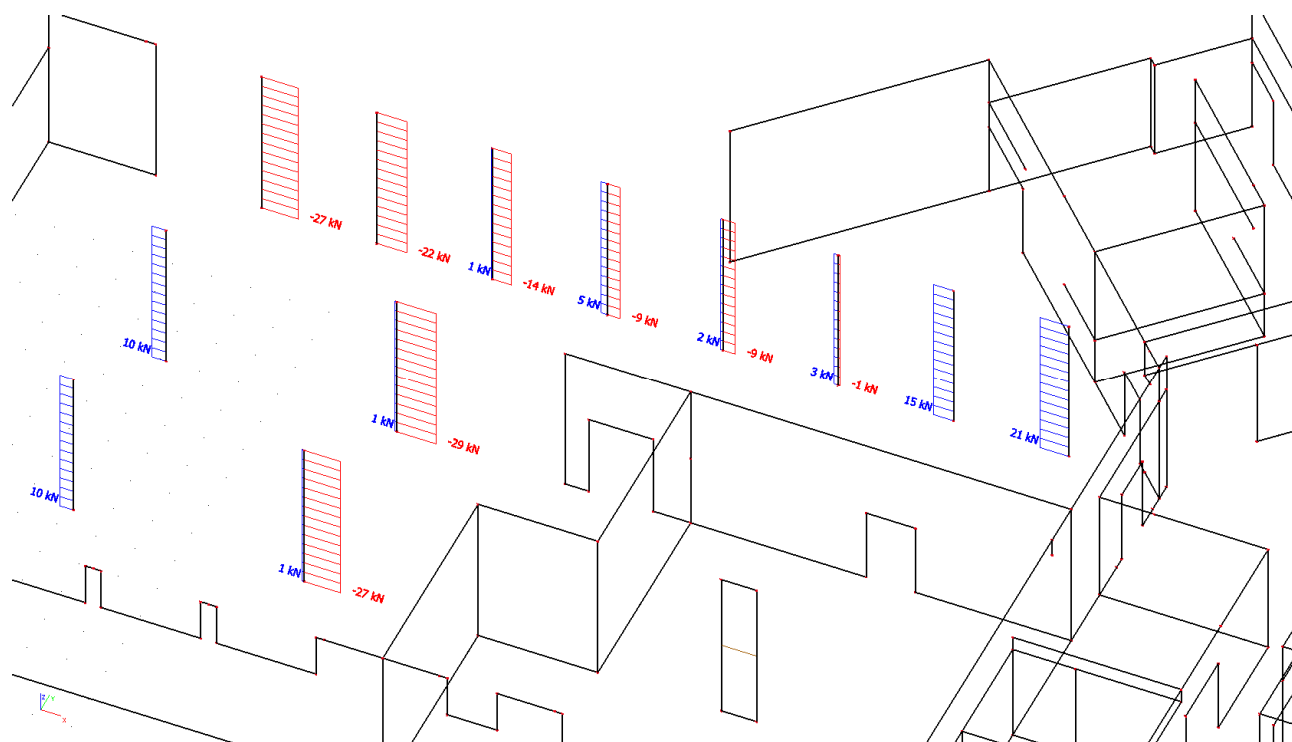 -27 kN
-22 kN
1 kN
-14 kN
5 kN
-9 kN
2 kN
-9 kN
10 kN
3 kN
-1 kN
15 kN
1 kN
-29 kN
21 kN
10 kN
1 kN
-27 kN
Z
Y
X